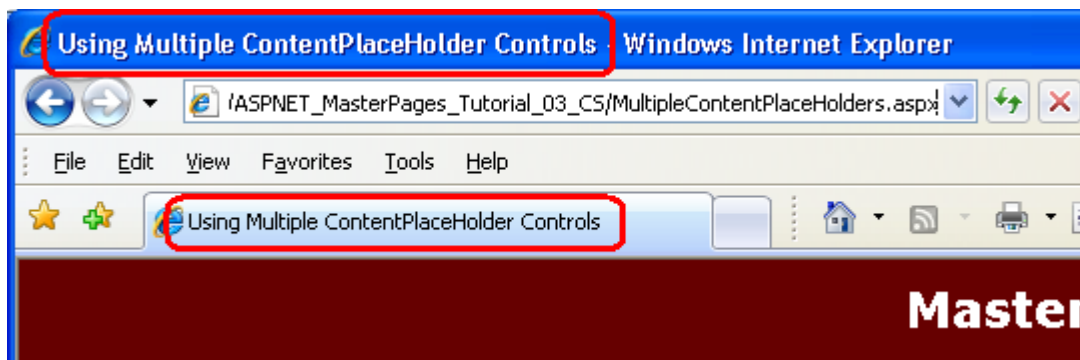 Using Multiple ContentPlaceHolder Controls - Windows Internet Explorer
/ASPNET_MasterPages_Tutorial_03_CS/MultipleContentPlaceHolders.aspx
File Edit View Favorites Tools Help
Using Multiple ContentPlaceHolder Controls
Master